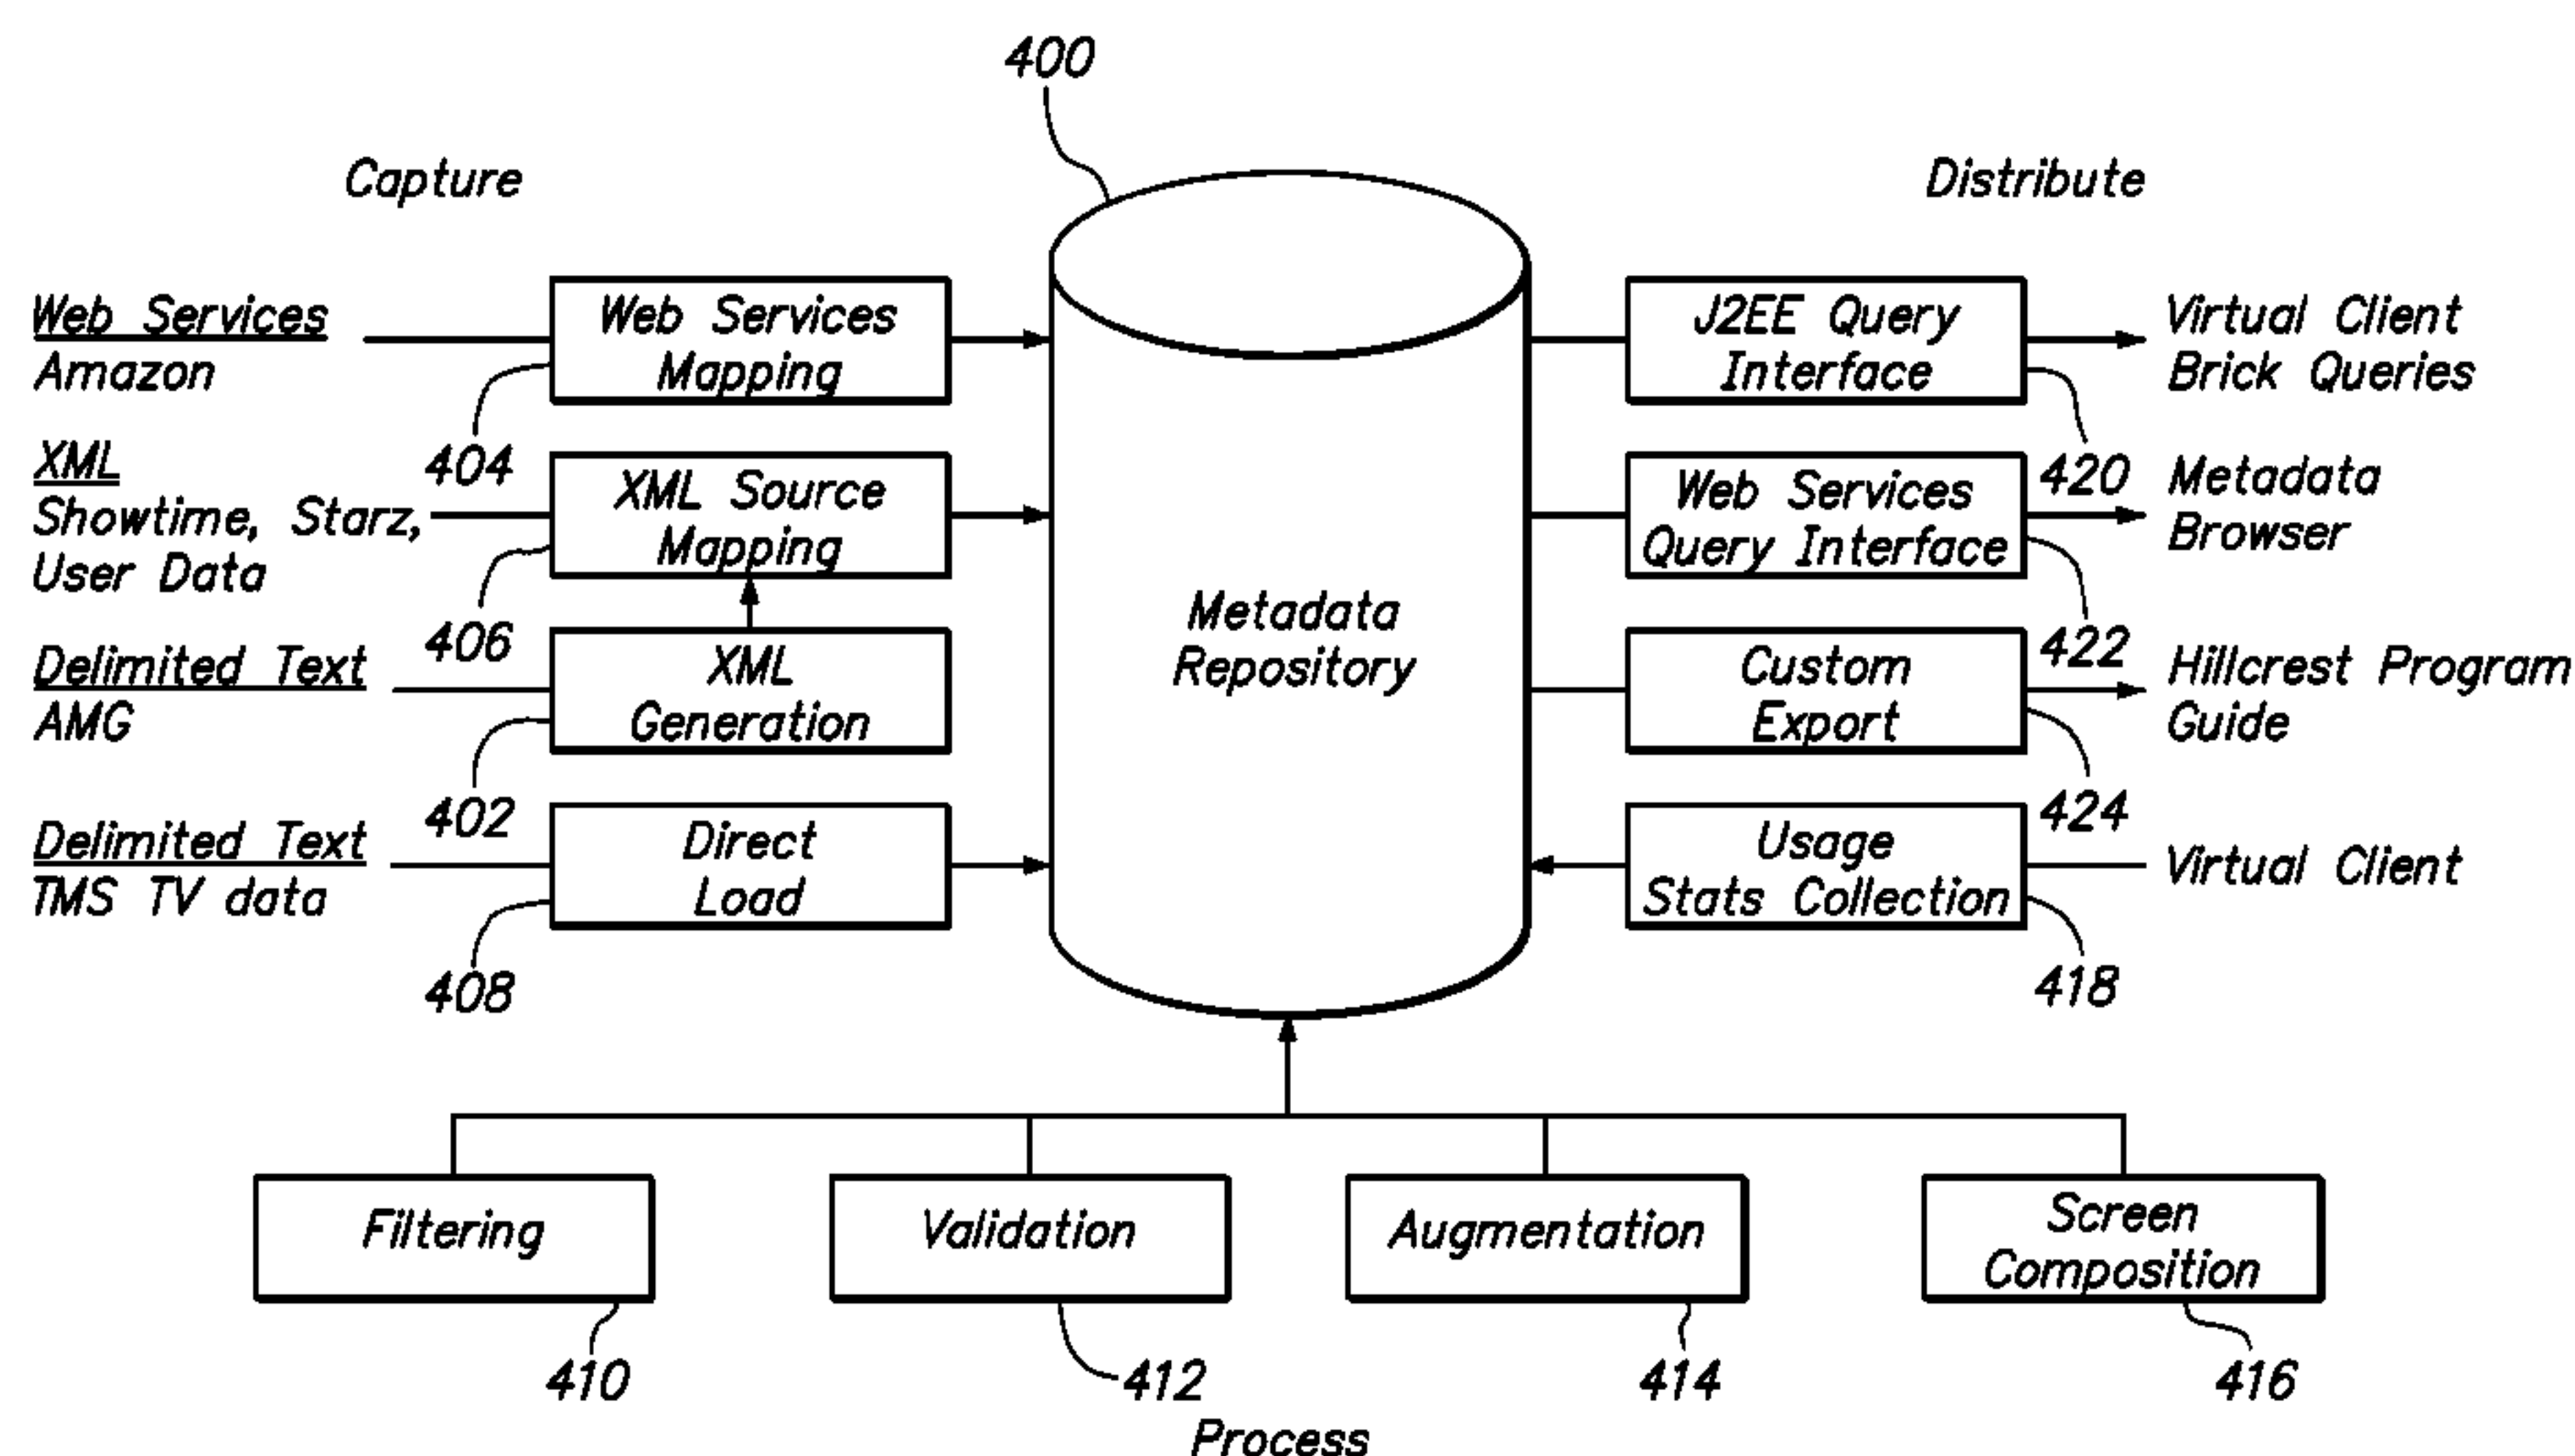 400
Capture
Distribute
Web Services
Amazon
Web Services
Mapping
404
J2EE Query
Interface
420
Virtual Client
Brick Queries
XML
Showtime, Starz,
User Data
XML Source
Mapping
406
Web Services
Query Interface
422
Metadata
Browser
Metadata
Repository
Delimited Text
AMG
XML
Generation
402
Custom
Export
424
Hillcrest Program
Guide
Delimited Text
TMS TV data
Direct
Load
408
Usage
Stats Collection
418
Virtual Client
Filtering
410
Validation
412
Augmentation
414
Screen
Composition
416
Process